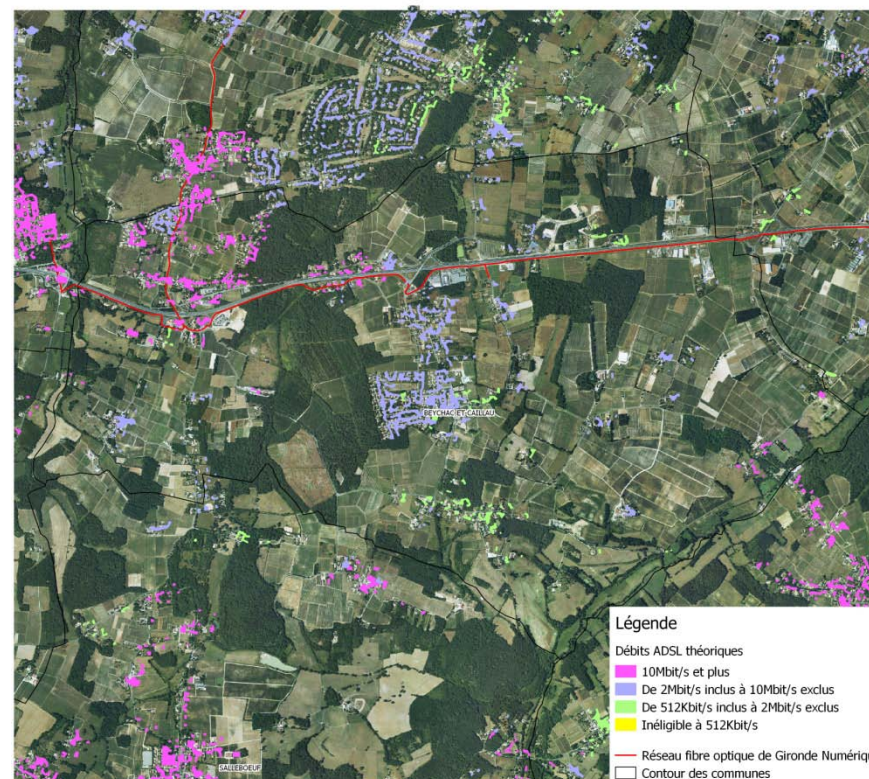 BEYCHAC ET CAILLAU
SALLEBOEUF
Légende
Débits ADSL théoriques
10Mbit/s et plus
De 2Mbit/s inclus à 10Mbit/s exclus
De 512Kbit/s inclus à 2Mbit/s exclus
Inéligible à 512Kbit/s
Réseau fibre optique de Gironde Numériq
Contour des communes